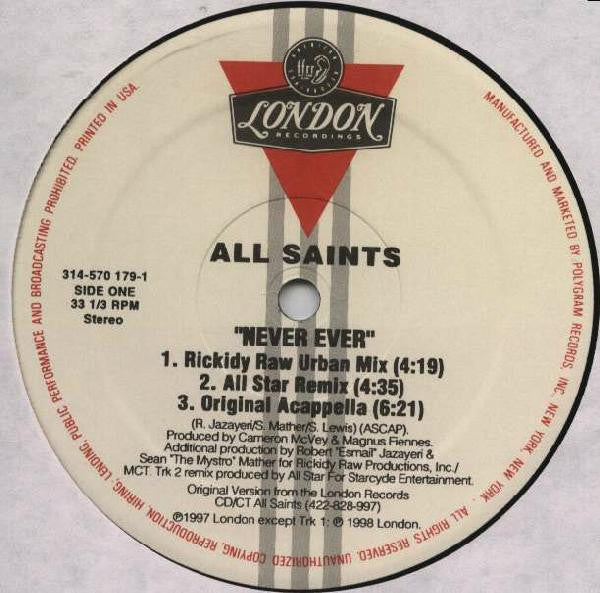 LONDON
RECORDINGS
ALL SAINTS
314-570 179-1
SIDE ONE
33 1/3 RPM
Stereo
"NEVER EVER"
1. Rickidy Raw Urban Mix (4:19)
2. All Star Remix (4:35)
3. Original Acappella (6:21)
(R. Jazayeri/S. Mather/S. Lewis) (ASCAP).
Produced by Cameron McVey & Magnus Fiennes.
Additional production by Robert "Esmail" Jazayeri &
Sean "The Mystro" Mather for Rickidy Raw Productions, Inc./
MCT. Trk 2 remix produced by All Star For Starcyde Entertainment.
Original Version from the London Records
CD/CT All Saints (422-828-997)
℗1997 London except Trk 1: ℗ 1998 London.
MANUFACTURED AND MARKETED BY POLYGRAM RECORDS, INC. NEW YORK, NEW YORK. ALL RIGHTS RESERVED. UNAUTHORIZED COPYING, REPRODUCTION, HIRING, LENDING, PUBLIC PERFORMANCE AND BROADCASTING PROHIBITED. PRINTED IN USA.